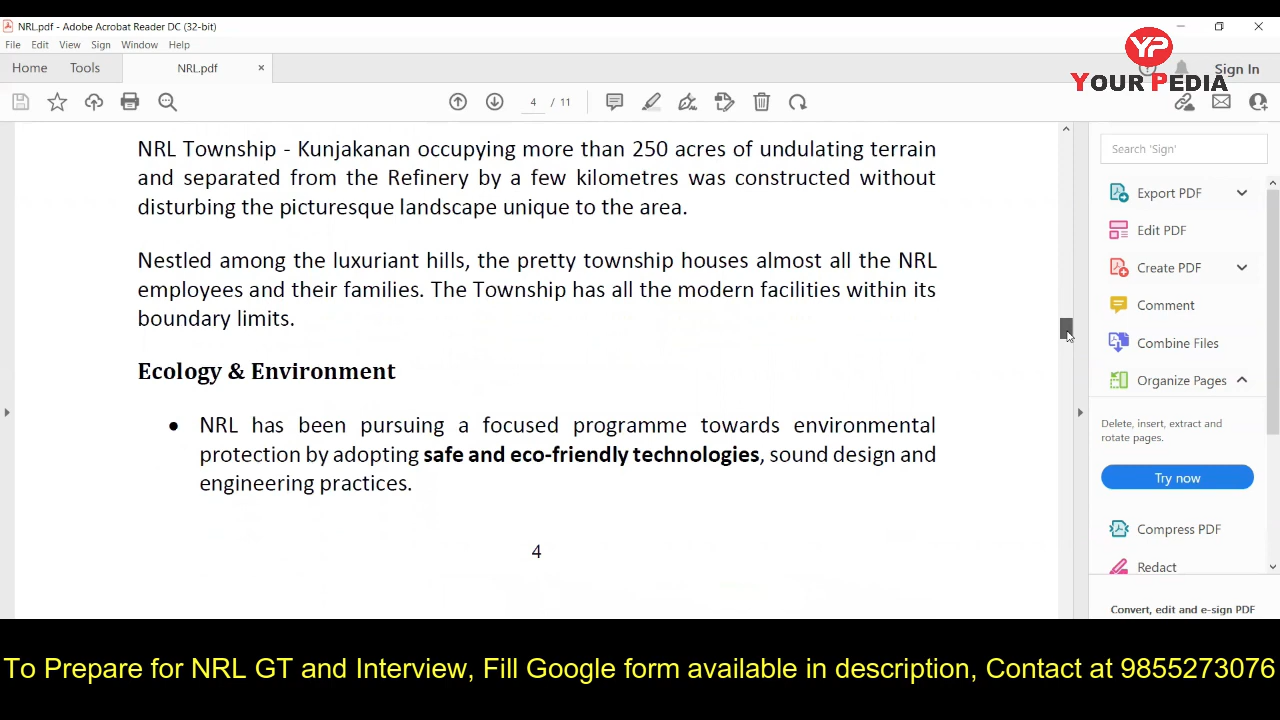 NRL.pdf - Adobe Acrobat Reader DC (32-bit)
File Edit View Sign Window Help
Home Tools NRL.pdf × Sign In
YP
YOUR PEDIA
4 / 11
NRL Township - Kunjakanan occupying more than 250 acres of undulating terrain
and separated from the Refinery by a few kilometres was constructed without
disturbing the picturesque landscape unique to the area.
Nestled among the luxuriant hills, the pretty township houses almost all the NRL
employees and their families. The Township has all the modern facilities within its
boundary limits.
Ecology & Environment
• NRL has been pursuing a focused programme towards environmental
protection by adopting safe and eco-friendly technologies, sound design and
engineering practices.
4
Search 'Sign'
Export PDF
Edit PDF
Create PDF
Comment
Combine Files
Organize Pages
Delete, insert, extract and
rotate pages.
Try now
Compress PDF
Redact
Convert, edit and e-sign PDF
To Prepare for NRL GT and Interview, Fill Google form available in description, Contact at 9855273076